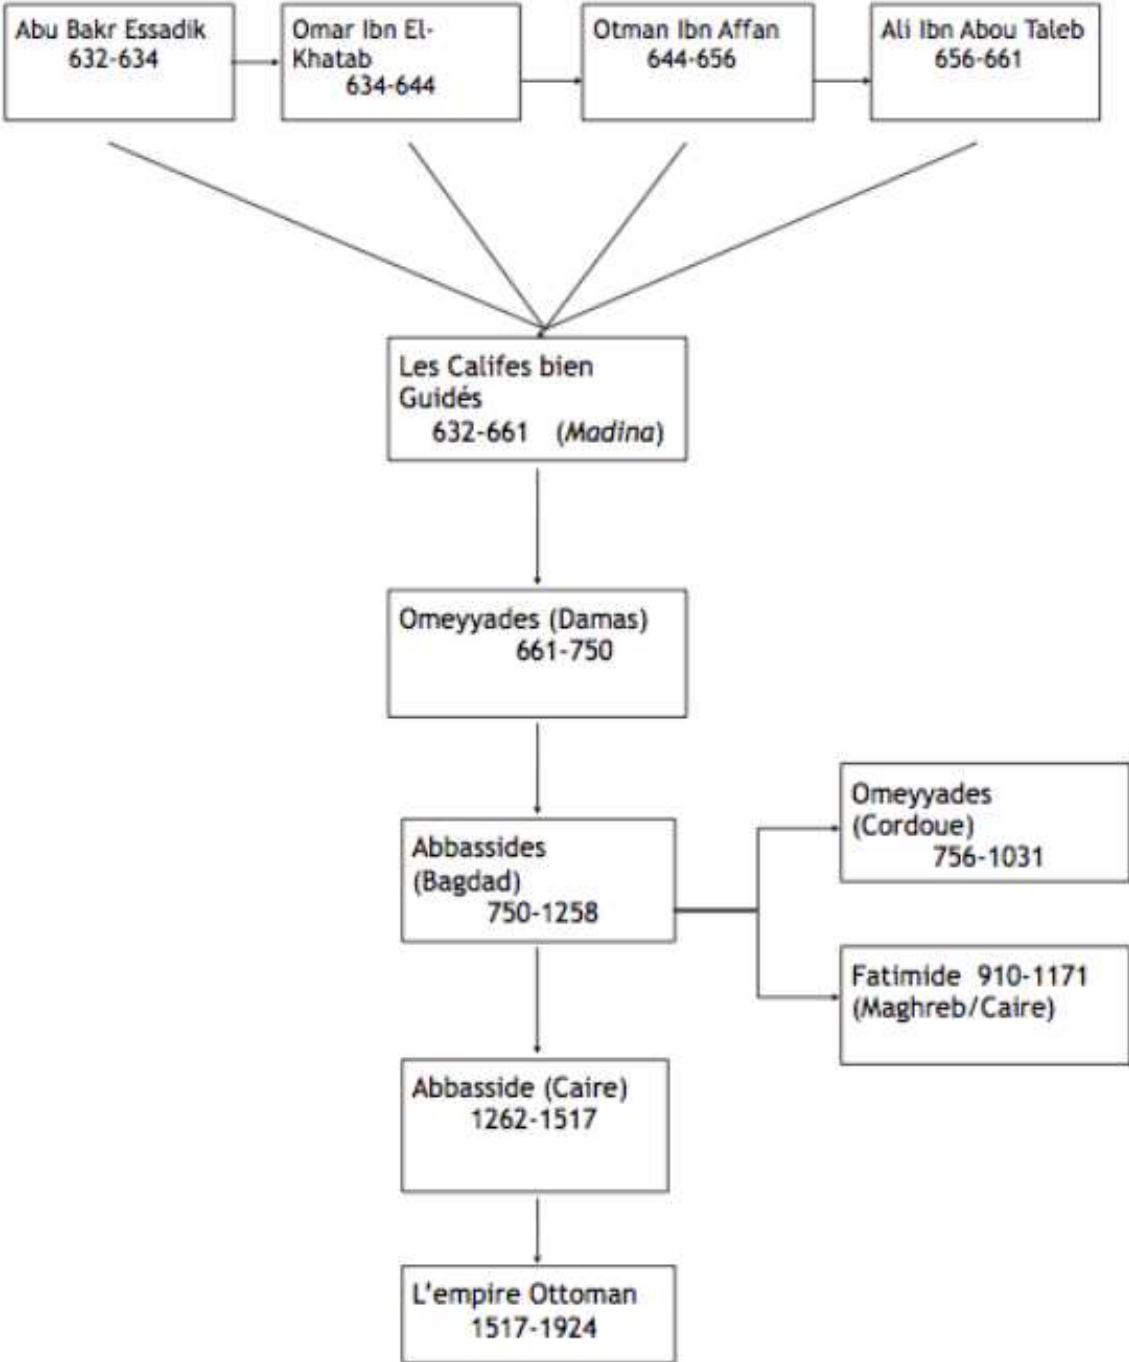 Abu Bakr Essadik
632-634
Omar Ibn El-
Khatab
634-644
Otman Ibn Affan
644-656
Ali Ibn Abou Taleb
656-661
Les Califes bien
Guidés
632-661 (Madina)
Omeyyades (Damas)
661-750
Abbassides
(Bagdad)
750-1258
Omeyyades
(Cordoue)
756-1031
Fatimide 910-1171
(Maghreb/Caire)
Abbasside (Caire)
1262-1517
L'empire Ottoman
1517-1924